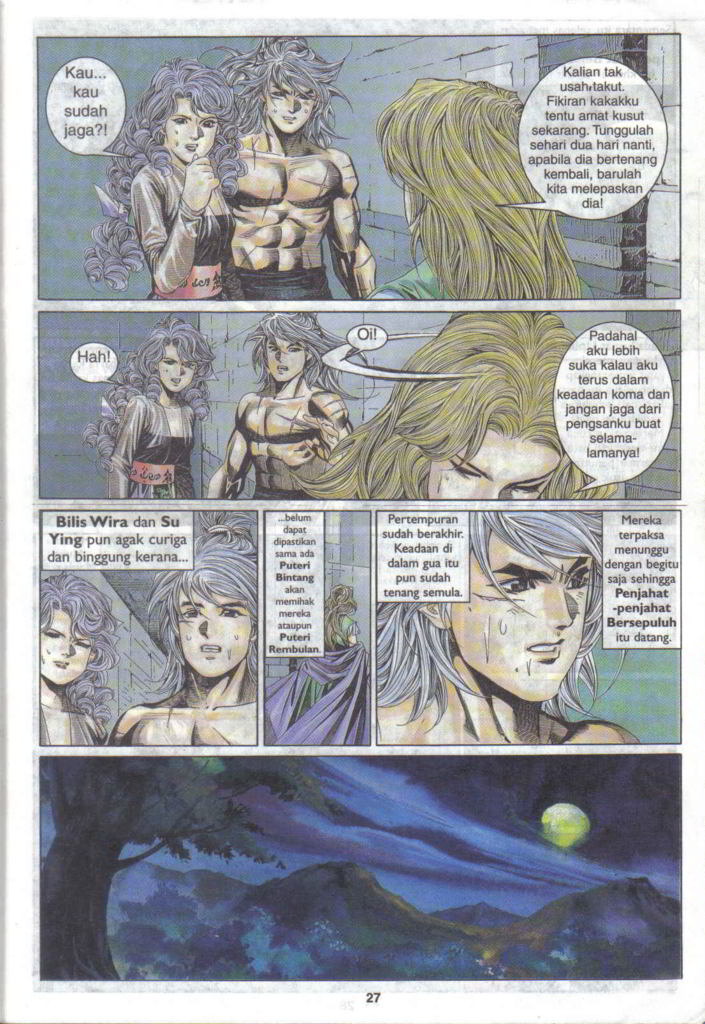 Kau...
kau
sudah
jaga?!
Kalian tak
usah takut.
Fikiran kakakku
tentu amat kusut
sekarang. Tunggulah
sehari dua hari nanti,
apabila dia bertenang
kembali, barulah
kita melepaskan
dia!
Hah!
Oi!
Padahal
aku lebih
suka kalau aku
terus dalam
keadaan koma dan
jangan jaga dari
pengsanku buat
selama-
lamanya!
Bilis Wira dan Su
Ying pun agak curiga
dan binggung kerana...
...belum
dapat
dipastikan
sama ada
Puteri
Bintang
akan
memihak
mereka
ataupun
Puteri
Rembulan.
Pertempuran
sudah berakhir.
Keadaan di
dalam gua itu
pun sudah
tenang semula.
Mereka
terpaksa
menunggu
dengan begitu
saja sehingga
Penjahat
-penjahat
Bersepuluh
itu datang.
27